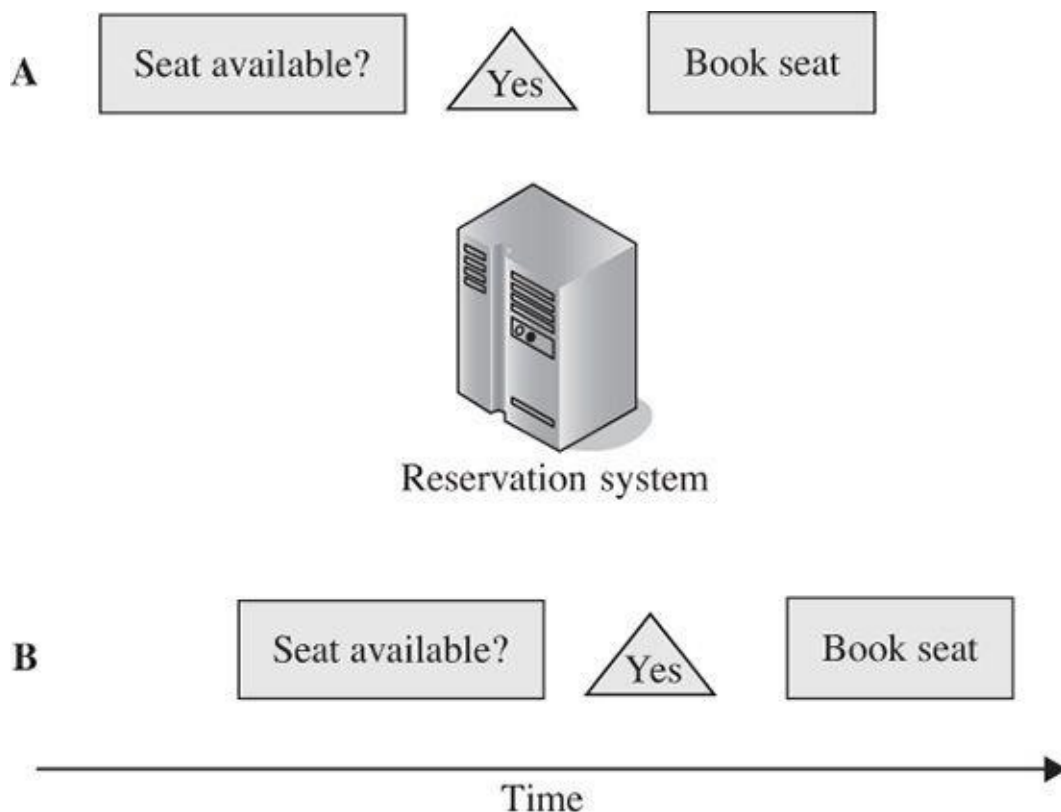 A Seat available? Yes Book seat
Reservation system
B Seat available? Yes Book seat
Time